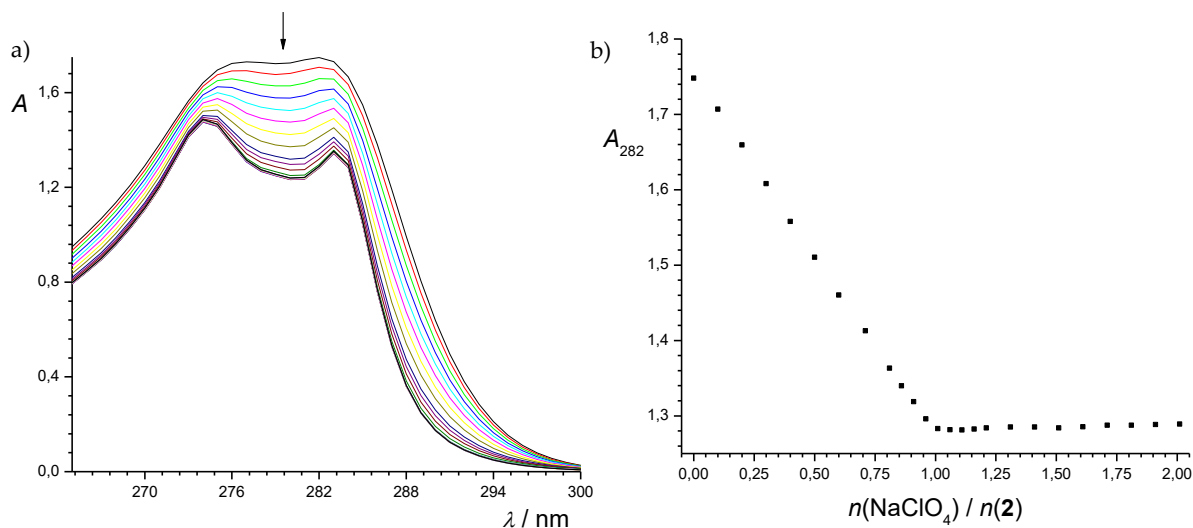 a)
A
1,6
1,2
0,8
0,4
0,0
270 276 282 288 294 300
λ / nm
b)
1,8
1,7
1,6
1,5
1,4
1,3
A282
0,00 0,25 0,50 0,75 1,00 1,25 1,50 1,75 2,00
n(NaClO4) / n(2)